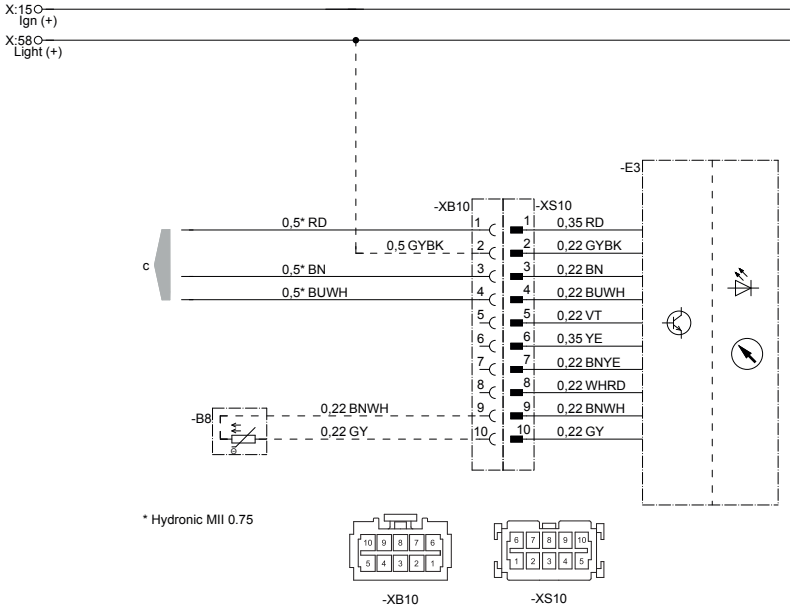 X:15
Ign (+)
X:58
Light (+)
-E3
-XB10
-XS10
0,5* RD
1
1
0,35 RD
0,5 GYBK
2
2
0,22 GYBK
c
0,5* BN
3
3
0,22 BN
0,5* BUWH
4
4
0,22 BUWH
5
5
0,22 VT
6
6
0,35 YE
7
7
0,22 BNYE
8
8
0,22 WHRD
-B8
0,22 BNWH
9
9
0,22 BNWH
0,22 GY
10
10
0,22 GY
* Hydronic MII 0.75
10 9 8 7 6
5 4 3 2 1
6 7 8 9 10
1 2 3 4 5
-XB10
-XS10